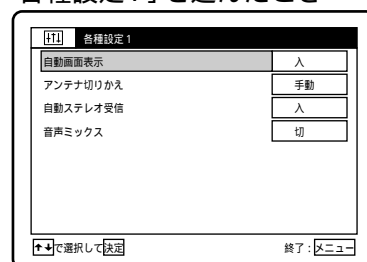 各種設定1」を選んだとき
各種設定1
自動画面表示 入
アンテナ切りかえ 手動
自動ステレオ受信 入
音声ミックス 切
↑↓で選択して決定 終了:メニュー